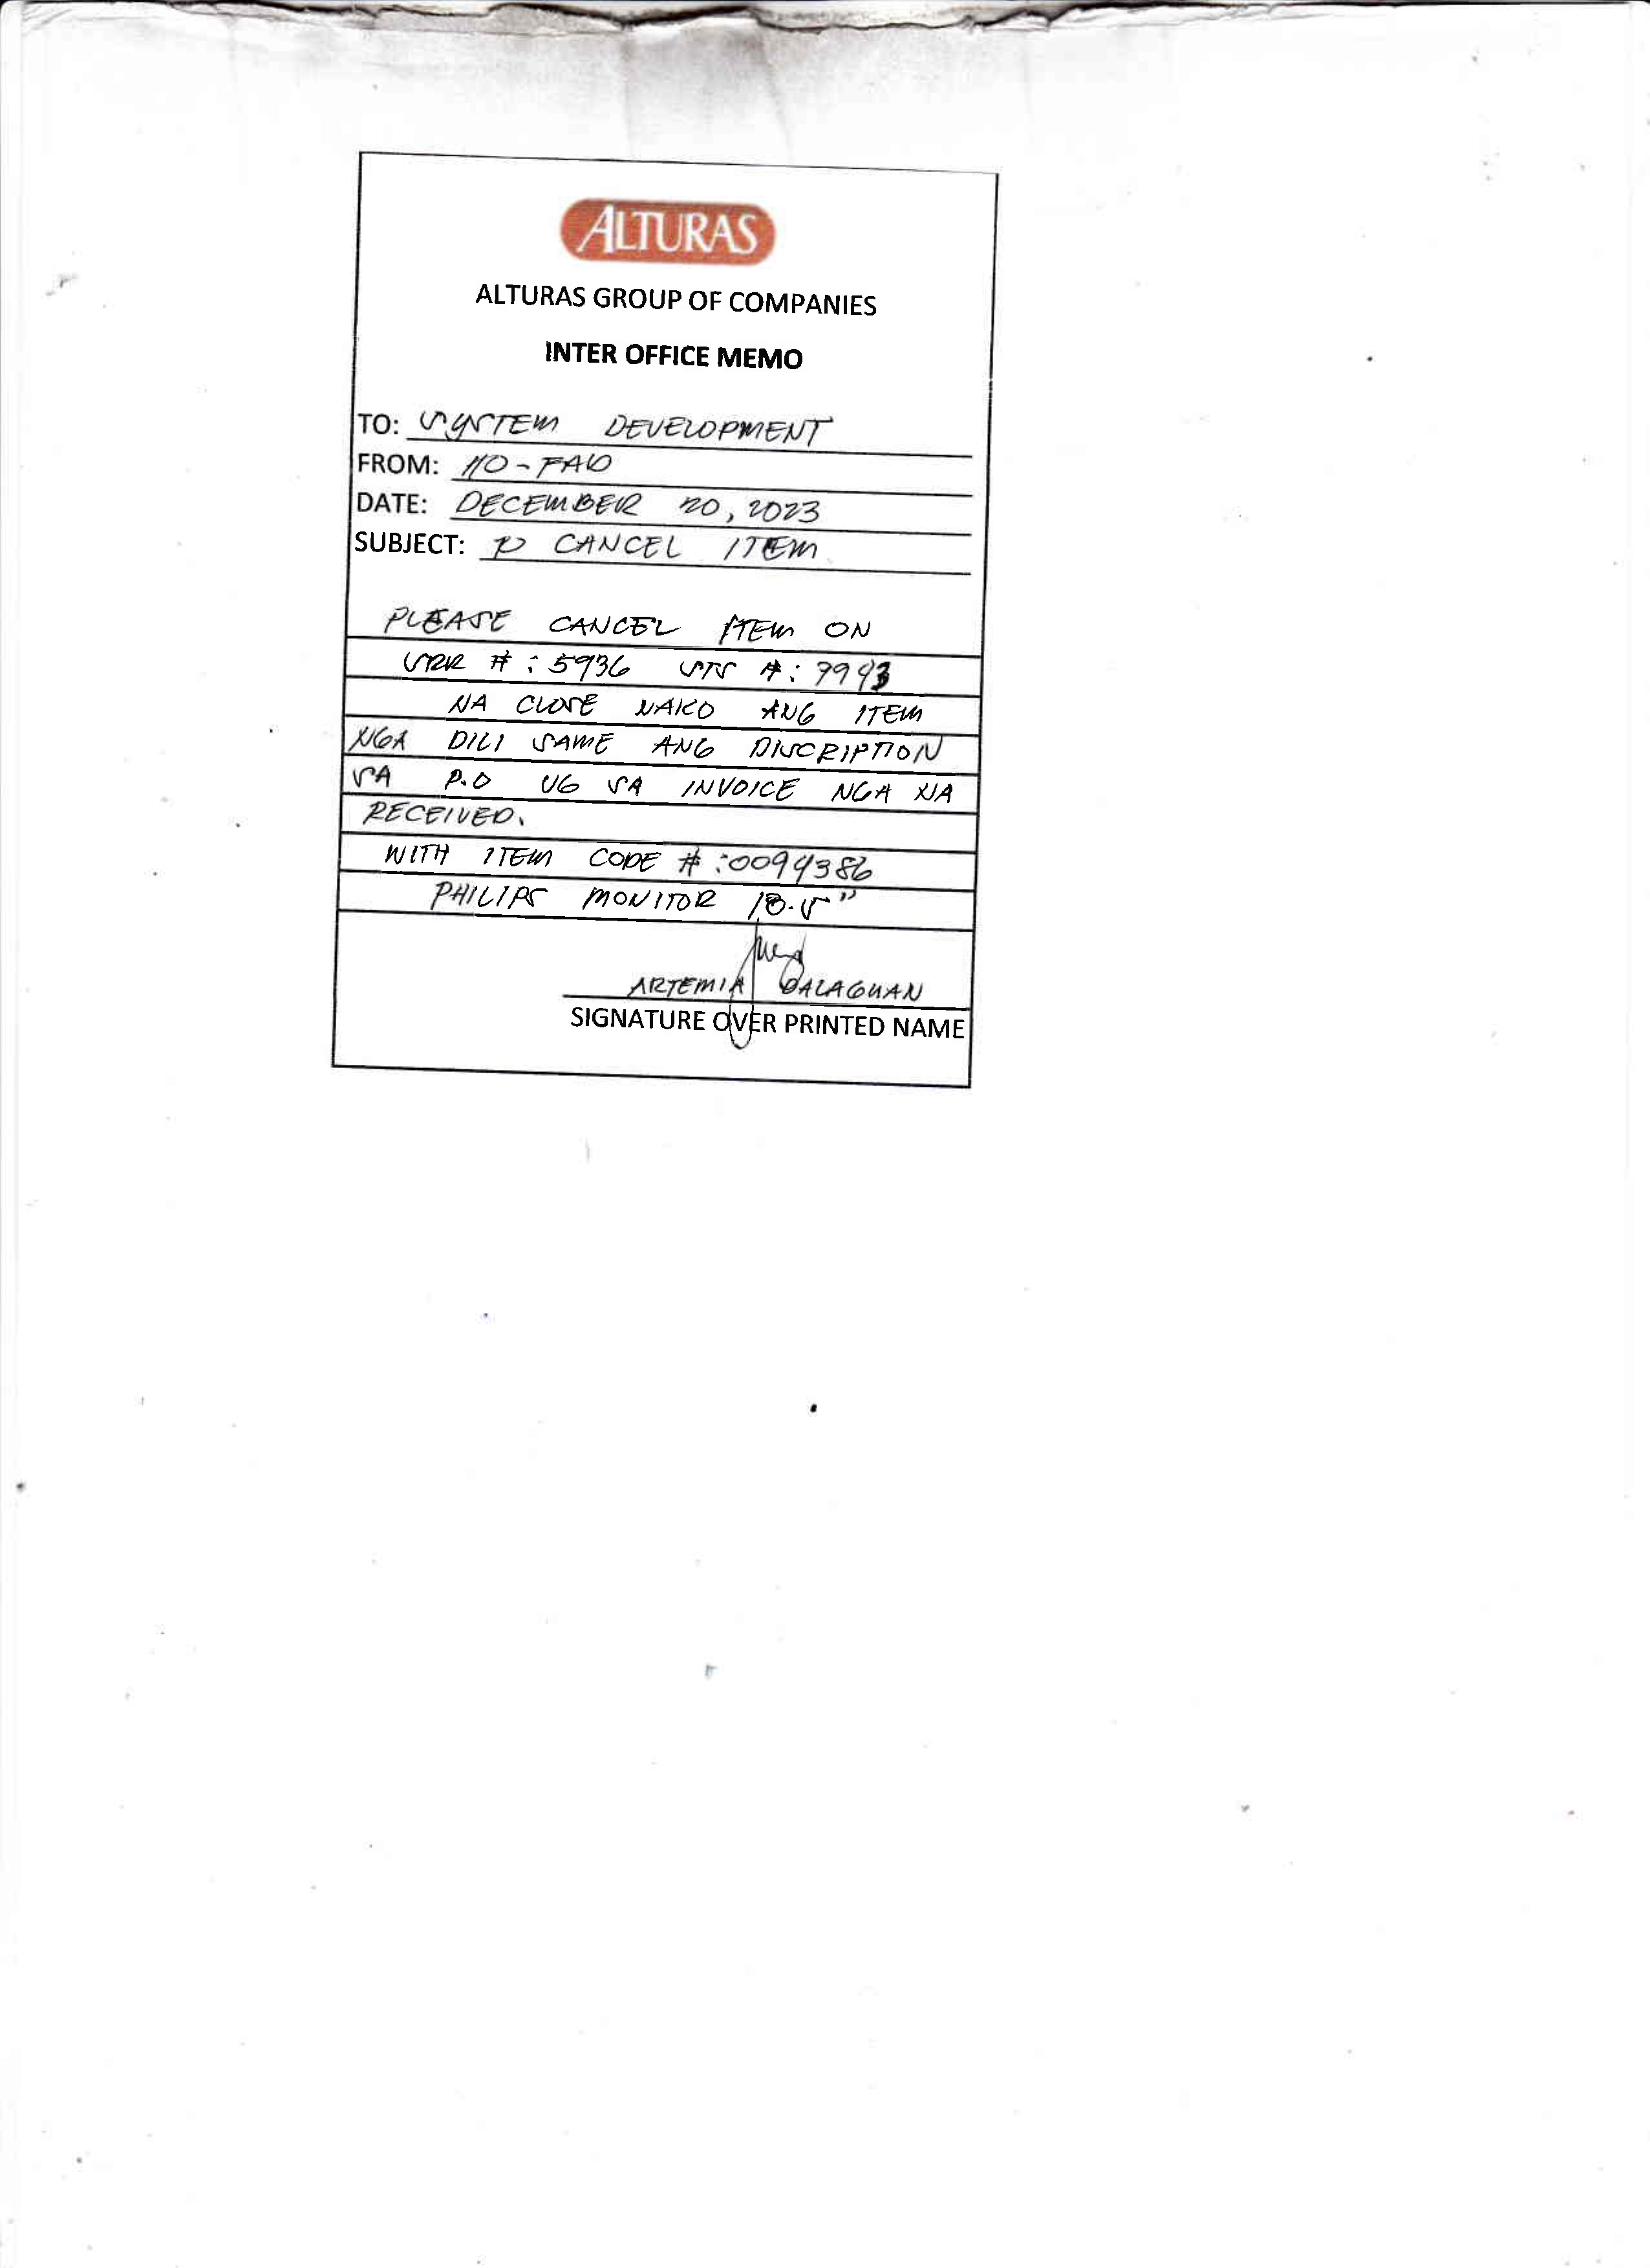 ALTURAS
ALTURAS GROUP OF COMPANIES
INTER OFFICE MEMO
TO: SYSTEM DEVELOPMENT
FROM: HO-FAD
DATE: DECEMBER 20, 2023
SUBJECT: TO CANCEL ITEM
PLEASE CANCEL ITEM ON
SRR #: 5936 STS #: 7993
NA CLOSE NAKO ANG ITEM
NGA DILI SAME ANG DISCRIPTION
SA P.O UG SA INVOICE NGA NA
RECEIVED.
WITH ITEM CODE #:0094386
PHILIPS MONITOR 18.5"
ARTEMIA DALAGUAN
SIGNATURE OVER PRINTED NAME